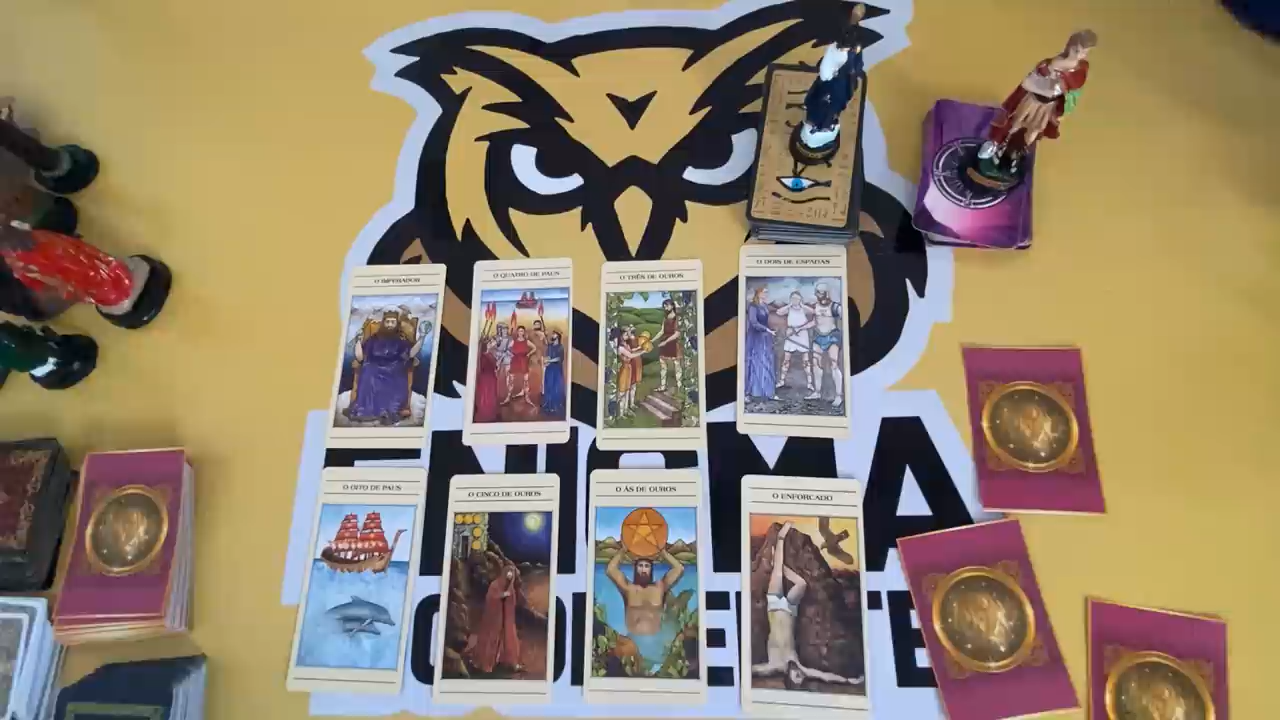 O IMPERADOR
O QUATRO DE PAUS
O TRÊS DE OUROS
O DOIS DE ESPADAS
ENIGMA
O OITO DE PAUS
O CINCO DE OUROS
O ÁS DE OUROS
O ENFORCADO